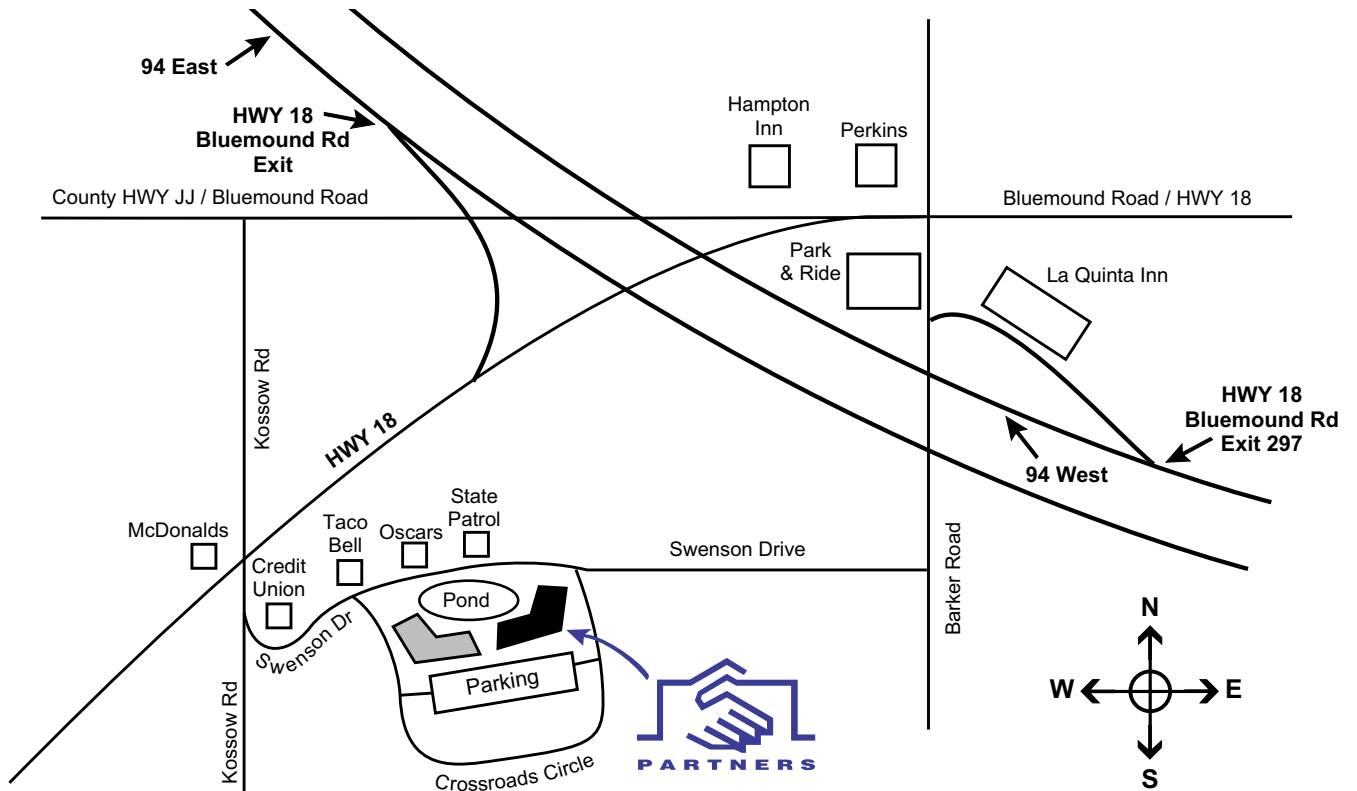 94 East
HWY 18
Bluemound Rd
Exit
Hampton
Inn
Perkins
County HWY JJ / Bluemound Road
Bluemound Road / HWY 18
Park
& Ride
La Quinta Inn
Kossow Rd
HWY 18
HWY 18
Bluemound Rd
Exit 297
94 West
McDonalds
Credit
Union
Taco
Bell
Oscars
State
Patrol
Swenson Drive
Barker Road
Pond
Swenson Dr
Parking
Kossow Rd
Crossroads Circle
PARTNERS
N
W
E
S